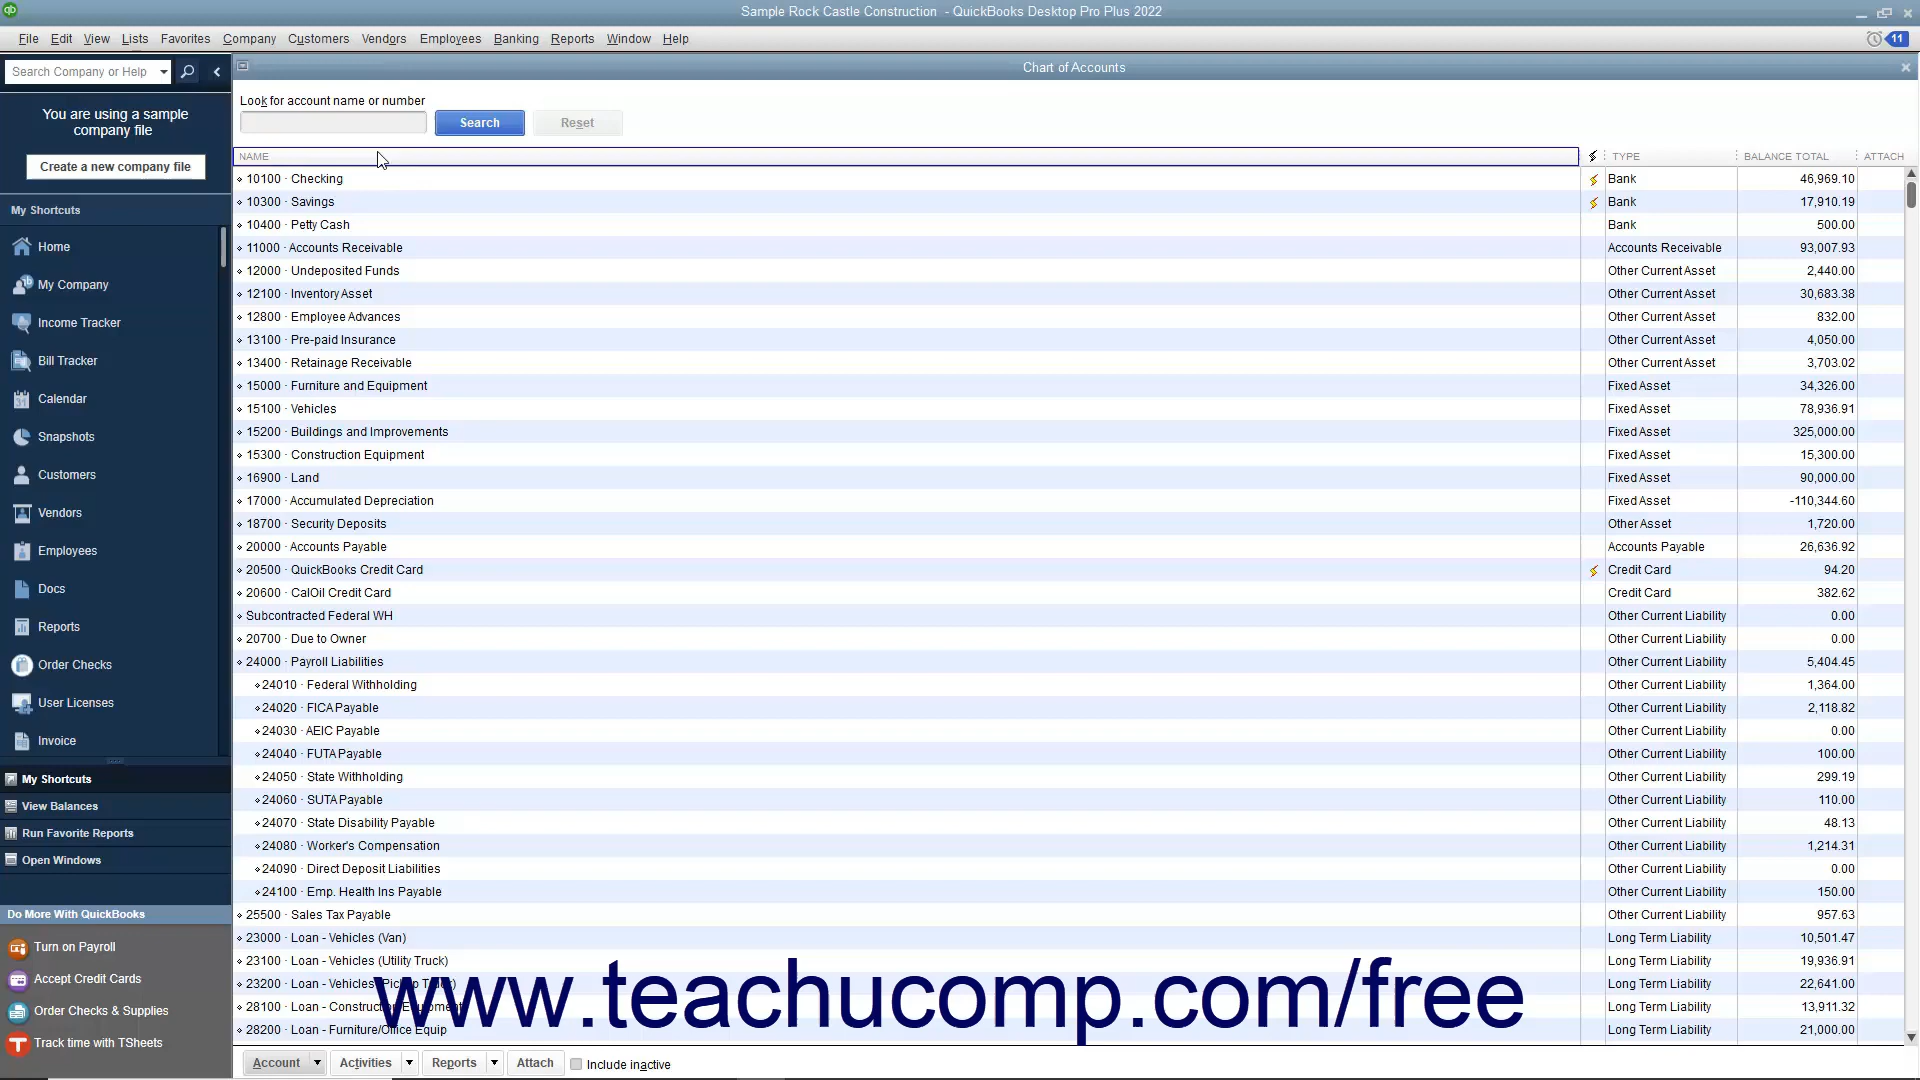 Sample Rock Castle Construction - QuickBooks Desktop Pro Plus 2022
File Edit View Lists Favorites Company Customers Vendors Employees Banking Reports Window Help
11
Search Company or Help
Chart of Accounts
You are using a sample
company file
Create a new company file
My Shortcuts
Home
My Company
Income Tracker
Bill Tracker
Calendar
Snapshots
Customers
Vendors
Employees
Docs
Reports
Order Checks
User Licenses
Invoice
My Shortcuts
View Balances
Run Favorite Reports
Open Windows
Do More With QuickBooks
Turn on Payroll
Accept Credit Cards
Order Checks & Supplies
Track time with TSheets
Look for account name or number
Search Reset
NAME TYPE BALANCE TOTAL ATTACH
10100 · Checking Bank 46,969.10
10300 · Savings Bank 17,910.19
10400 · Petty Cash Bank 500.00
11000 · Accounts Receivable Accounts Receivable 93,007.93
12000 · Undeposited Funds Other Current Asset 2,440.00
12100 · Inventory Asset Other Current Asset 30,683.38
12800 · Employee Advances Other Current Asset 832.00
13100 · Pre-paid Insurance Other Current Asset 4,050.00
13400 · Retainage Receivable Other Current Asset 3,703.02
15000 · Furniture and Equipment Fixed Asset 34,326.00
15100 · Vehicles Fixed Asset 78,936.91
15200 · Buildings and Improvements Fixed Asset 325,000.00
15300 · Construction Equipment Fixed Asset 15,300.00
16900 · Land Fixed Asset 90,000.00
17000 · Accumulated Depreciation Fixed Asset -110,344.60
18700 · Security Deposits Other Asset 1,720.00
20000 · Accounts Payable Accounts Payable 26,636.92
20500 · QuickBooks Credit Card Credit Card 94.20
20600 · CalOil Credit Card Credit Card 382.62
Subcontracted Federal WH Other Current Liability 0.00
20700 · Due to Owner Other Current Liability 0.00
24000 · Payroll Liabilities Other Current Liability 5,404.45
24010 · Federal Withholding Other Current Liability 1,364.00
24020 · FICA Payable Other Current Liability 2,118.82
24030 · AEIC Payable Other Current Liability 0.00
24040 · FUTA Payable Other Current Liability 100.00
24050 · State Withholding Other Current Liability 299.19
24060 · SUTA Payable Other Current Liability 110.00
24070 · State Disability Payable Other Current Liability 48.13
24080 · Worker's Compensation Other Current Liability 1,214.31
24090 · Direct Deposit Liabilities Other Current Liability 0.00
24100 · Emp. Health Ins Payable Other Current Liability 150.00
25500 · Sales Tax Payable Other Current Liability 957.63
23000 · Loan - Vehicles (Van) Long Term Liability 10,501.47
23100 · Loan - Vehicles (Utility Truck) Long Term Liability 19,936.91
23200 · Loan - Vehicles (Pickup Truck) Long Term Liability 22,641.00
28100 · Loan - Construction Equipment Long Term Liability 13,911.32
28200 · Loan - Furniture/Office Equip Long Term Liability 21,000.00
www.teachucomp.com/free
Account Activities Reports Attach Include inactive